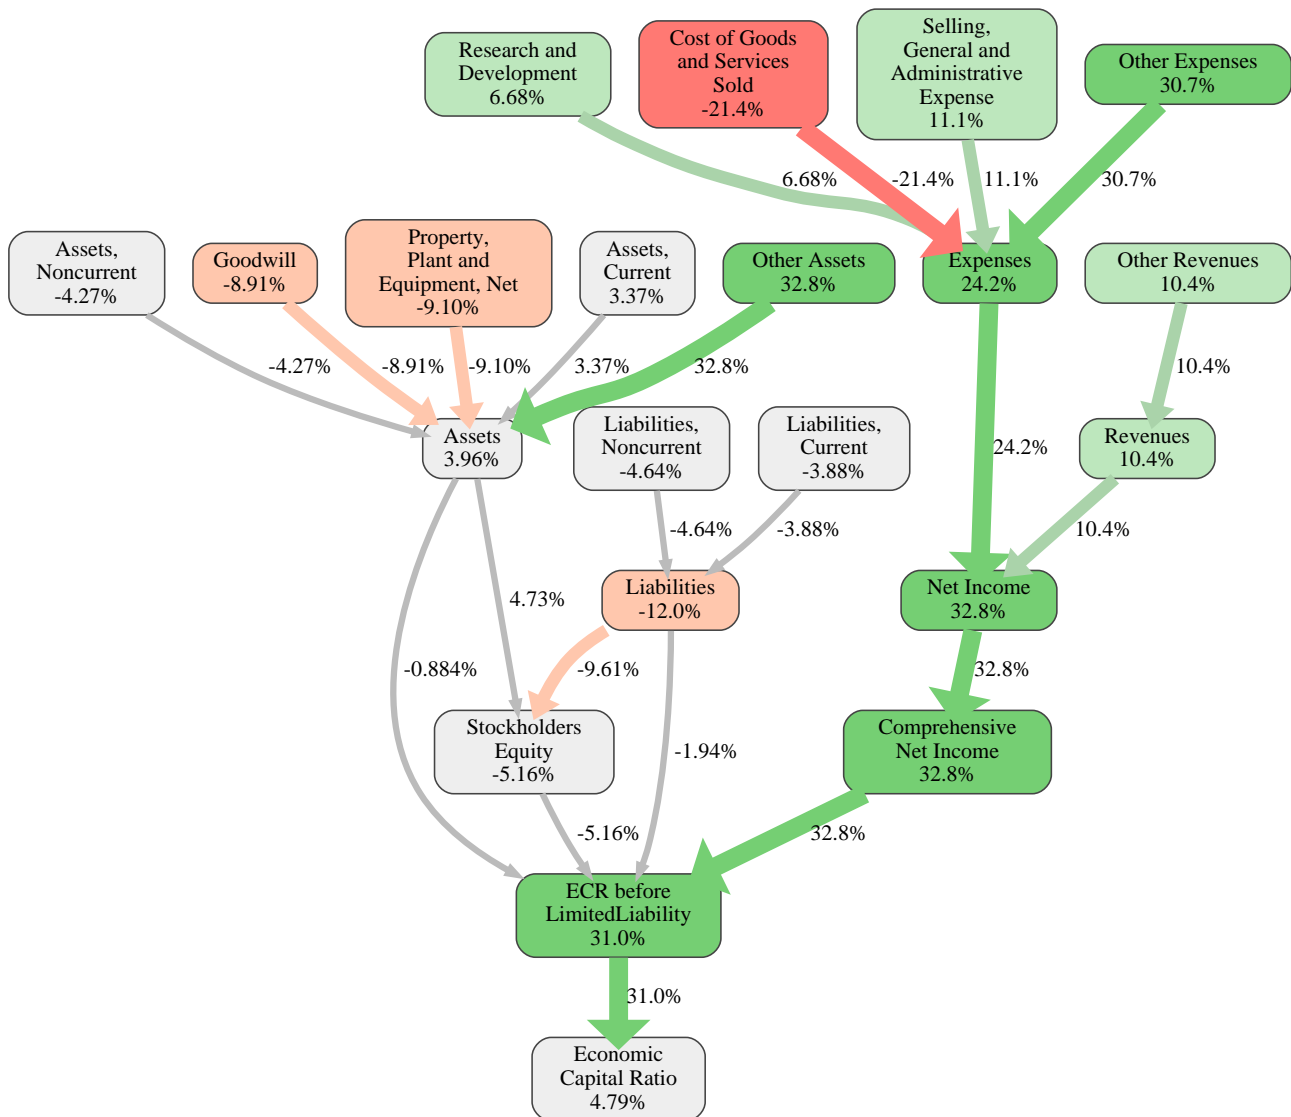 Research and
Development
6.68%
Cost of Goods
and Services
Sold
-21.4%
Selling,
General and
Administrative
Expense
11.1%
Other Expenses
30.7%
6.68%
-21.4%
11.1%
30.7%
Assets,
Noncurrent
-4.27%
Goodwill
-8.91%
Property,
Plant and
Equipment, Net
-9.10%
Assets,
Current
3.37%
Other Assets
32.8%
Expenses
24.2%
Other Revenues
10.4%
-4.27%
-8.91%
-9.10%
3.37%
32.8%
10.4%
Assets
3.96%
Liabilities,
Noncurrent
-4.64%
Liabilities,
Current
-3.88%
24.2%
Revenues
10.4%
-4.64%
-3.88%
10.4%
4.73%
Liabilities
-12.0%
Net Income
32.8%
-0.884%
-9.61%
32.8%
Stockholders
Equity
-5.16%
-1.94%
Comprehensive
Net Income
32.8%
-5.16%
32.8%
ECR before
LimitedLiability
31.0%
31.0%
Economic
Capital Ratio
4.79%